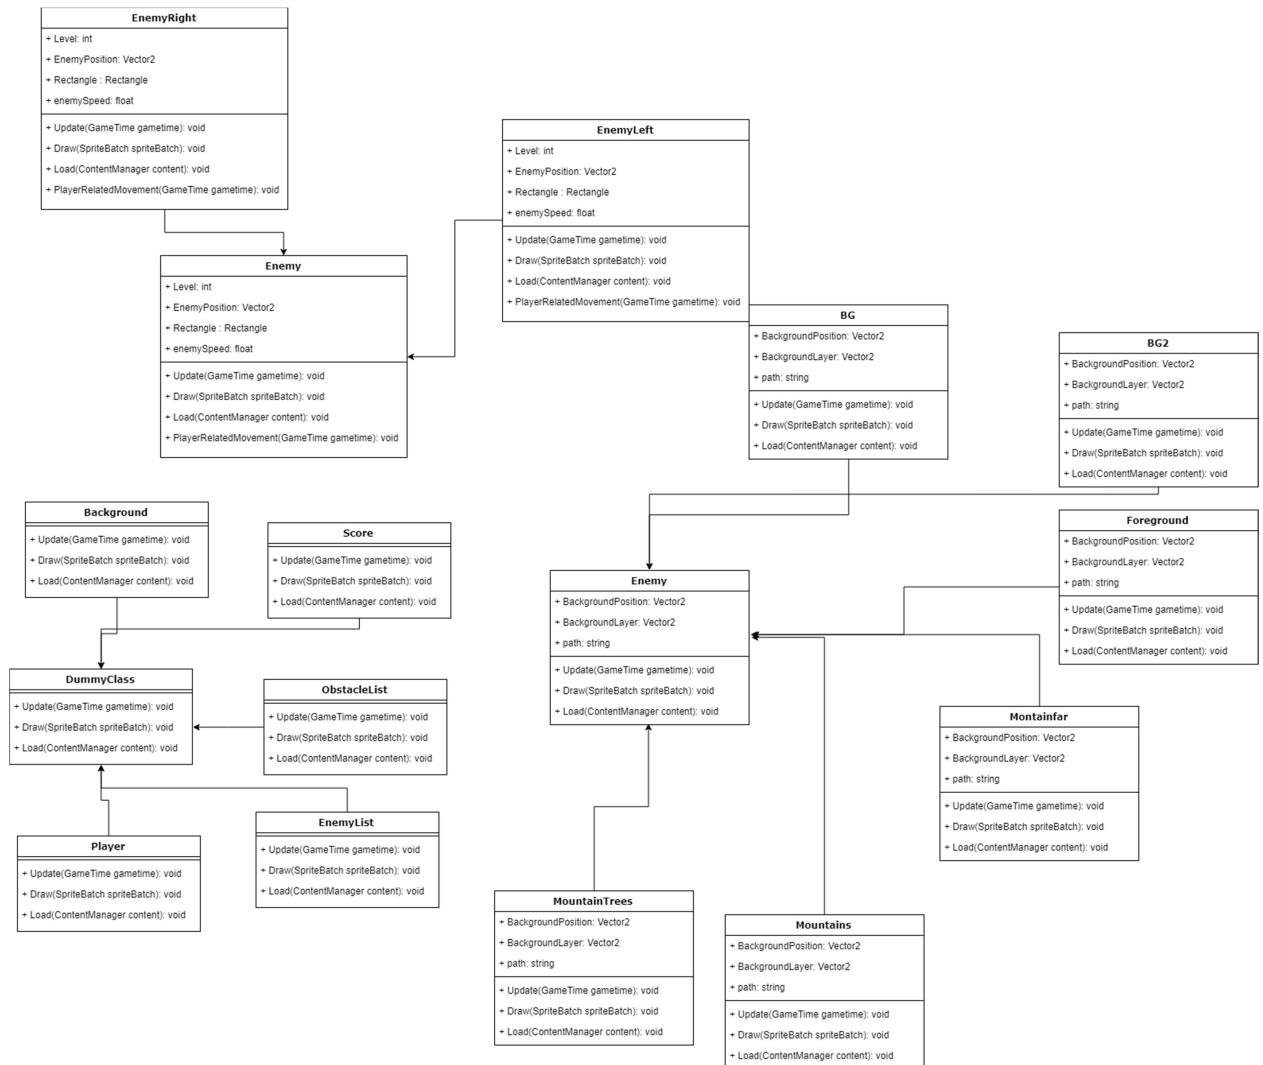 EnemyRight
+ Level: int
+ EnemyPosition: Vector2
+ Rectangle : Rectangle
+ enemySpeed: float
+ Update(GameTime gametime): void
+ Draw(SpriteBatch spriteBatch): void
+ Load(ContentManager content): void
+ PlayerRelatedMovement(GameTime gametime): void
EnemyLeft
+ Level: int
+ EnemyPosition: Vector2
+ Rectangle : Rectangle
+ enemySpeed: float
+ Update(GameTime gametime): void
+ Draw(SpriteBatch spriteBatch): void
+ Load(ContentManager content): void
+ PlayerRelatedMovement(GameTime gametime): void
Enemy
+ Level: int
+ EnemyPosition: Vector2
+ Rectangle : Rectangle
+ enemySpeed: float
+ Update(GameTime gametime): void
+ Draw(SpriteBatch spriteBatch): void
+ Load(ContentManager content): void
+ PlayerRelatedMovement(GameTime gametime): void
BG
+ BackgroundPosition: Vector2
+ BackgroundLayer: Vector2
+ path: string
+ Update(GameTime gametime): void
+ Draw(SpriteBatch spriteBatch): void
+ Load(ContentManager content): void
BG2
+ BackgroundPosition: Vector2
+ BackgroundLayer: Vector2
+ path: string
+ Update(GameTime gametime): void
+ Draw(SpriteBatch spriteBatch): void
+ Load(ContentManager content): void
Background
+ Update(GameTime gametime): void
+ Draw(SpriteBatch spriteBatch): void
+ Load(ContentManager content): void
Score
+ Update(GameTime gametime): void
+ Draw(SpriteBatch spriteBatch): void
+ Load(ContentManager content): void
Foreground
+ BackgroundPosition: Vector2
+ BackgroundLayer: Vector2
+ path: string
+ Update(GameTime gametime): void
+ Draw(SpriteBatch spriteBatch): void
+ Load(ContentManager content): void
Enemy
+ BackgroundPosition: Vector2
+ BackgroundLayer: Vector2
+ path: string
+ Update(GameTime gametime): void
+ Draw(SpriteBatch spriteBatch): void
+ Load(ContentManager content): void
DummyClass
+ Update(GameTime gametime): void
+ Draw(SpriteBatch spriteBatch): void
+ Load(ContentManager content): void
ObstacleList
+ Update(GameTime gametime): void
+ Draw(SpriteBatch spriteBatch): void
+ Load(ContentManager content): void
Montainfar
+ BackgroundPosition: Vector2
+ BackgroundLayer: Vector2
+ path: string
+ Update(GameTime gametime): void
+ Draw(SpriteBatch spriteBatch): void
+ Load(ContentManager content): void
EnemyList
+ Update(GameTime gametime): void
+ Draw(SpriteBatch spriteBatch): void
+ Load(ContentManager content): void
Player
+ Update(GameTime gametime): void
+ Draw(SpriteBatch spriteBatch): void
+ Load(ContentManager content): void
MountainTrees
+ BackgroundPosition: Vector2
+ BackgroundLayer: Vector2
+ path: string
+ Update(GameTime gametime): void
+ Draw(SpriteBatch spriteBatch): void
+ Load(ContentManager content): void
Mountains
+ BackgroundPosition: Vector2
+ BackgroundLayer: Vector2
+ path: string
+ Update(GameTime gametime): void
+ Draw(SpriteBatch spriteBatch): void
+ Load(ContentManager content): void